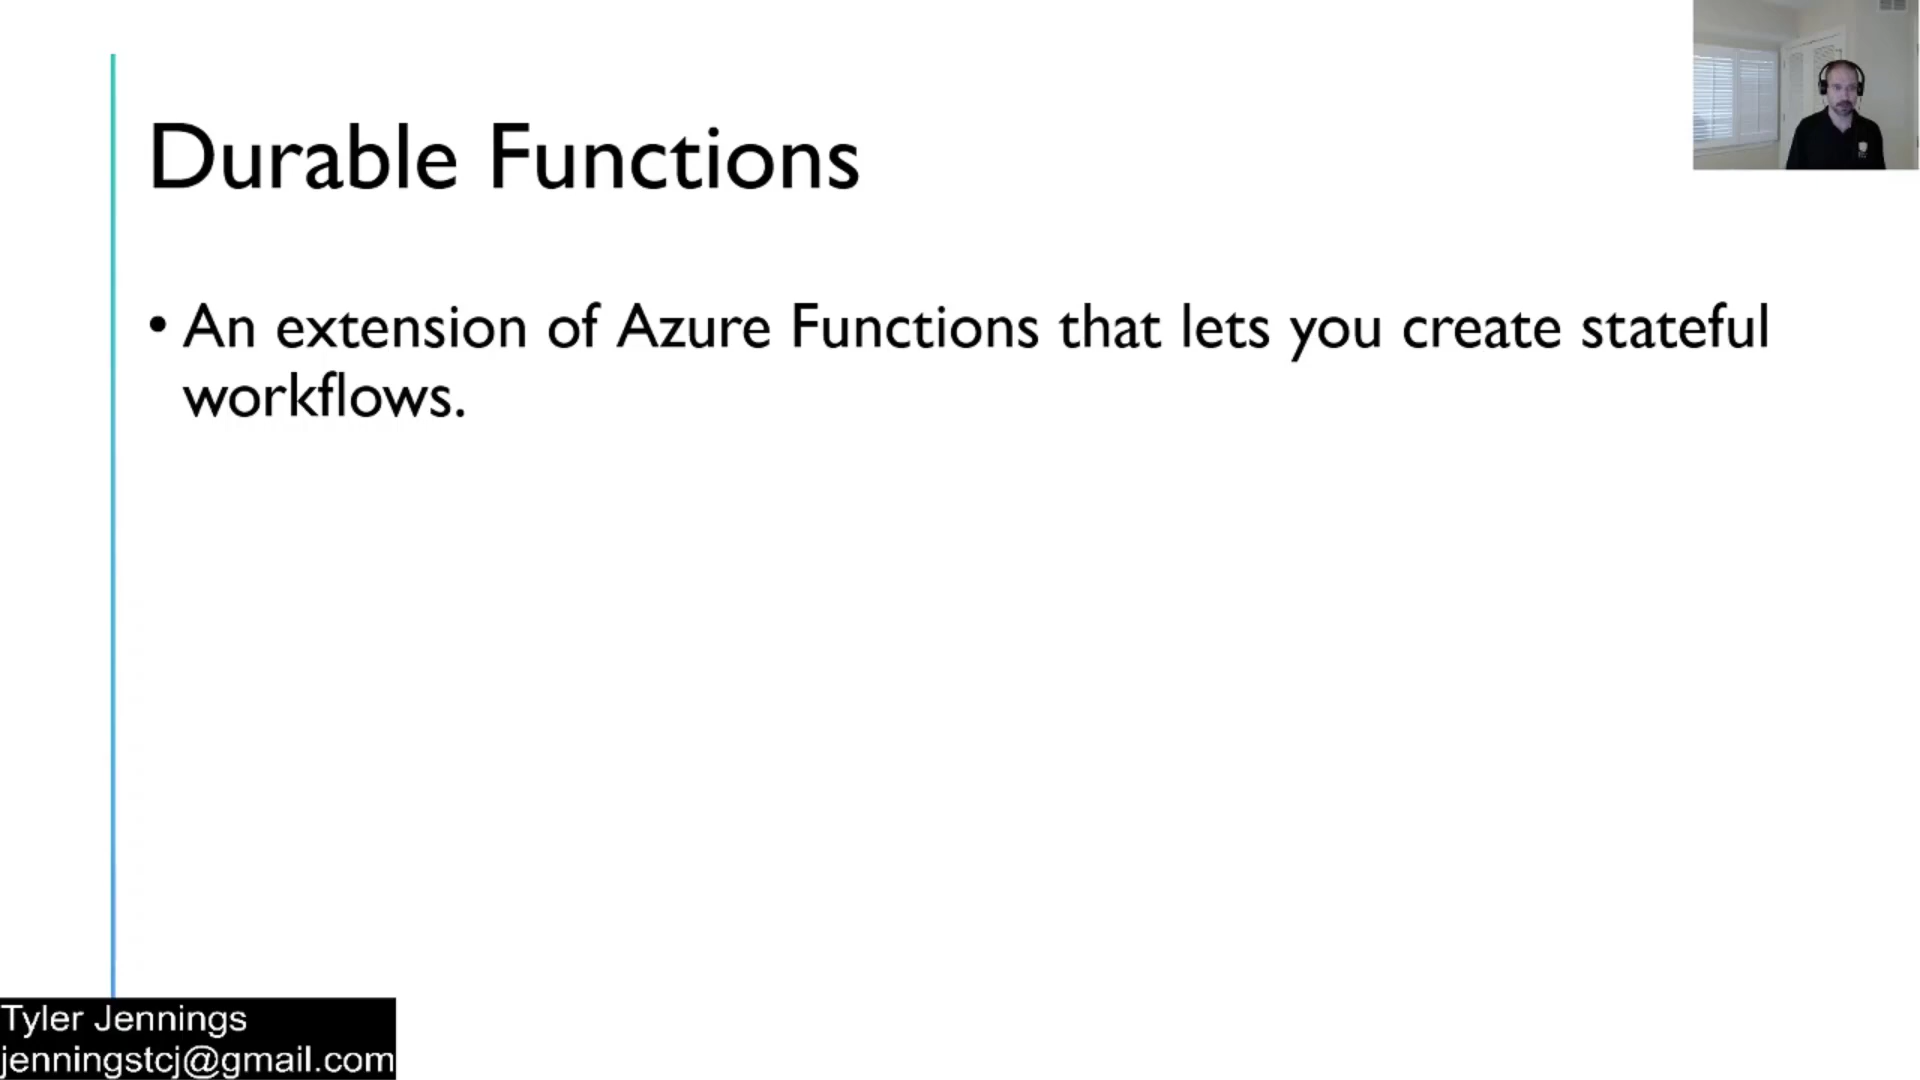 Durable Functions
• An extension of Azure Functions that lets you create stateful
workflows.
Tyler Jennings
jenningstcj@gmail.com